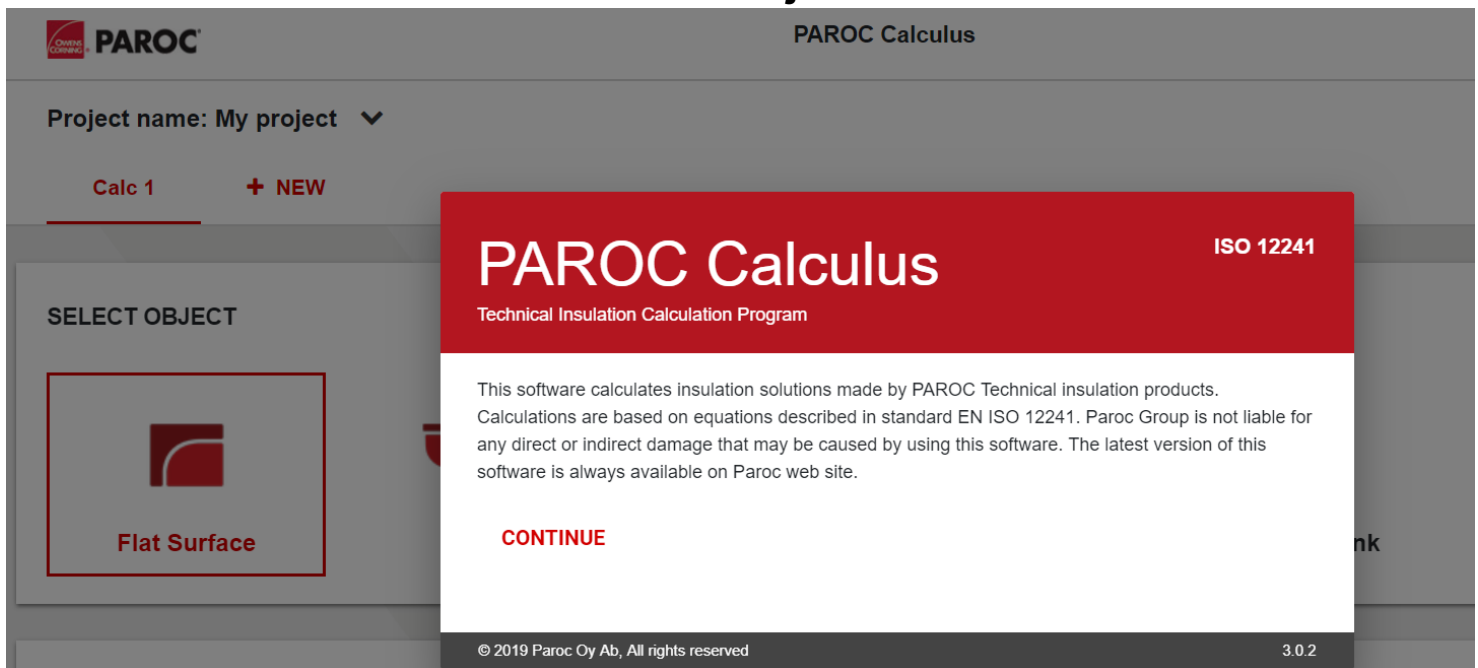 OWENS CORNING PAROC
PAROC Calculus
Project name: My project
Calc 1
+ NEW
PAROC Calculus
ISO 12241
Technical Insulation Calculation Program
SELECT OBJECT
This software calculates insulation solutions made by PAROC Technical insulation products.
Calculations are based on equations described in standard EN ISO 12241. Paroc Group is not liable for
any direct or indirect damage that may be caused by using this software. The latest version of this
software is always available on Paroc web site.
CONTINUE
Flat Surface
nk
© 2019 Paroc Oy Ab, All rights reserved
3.0.2